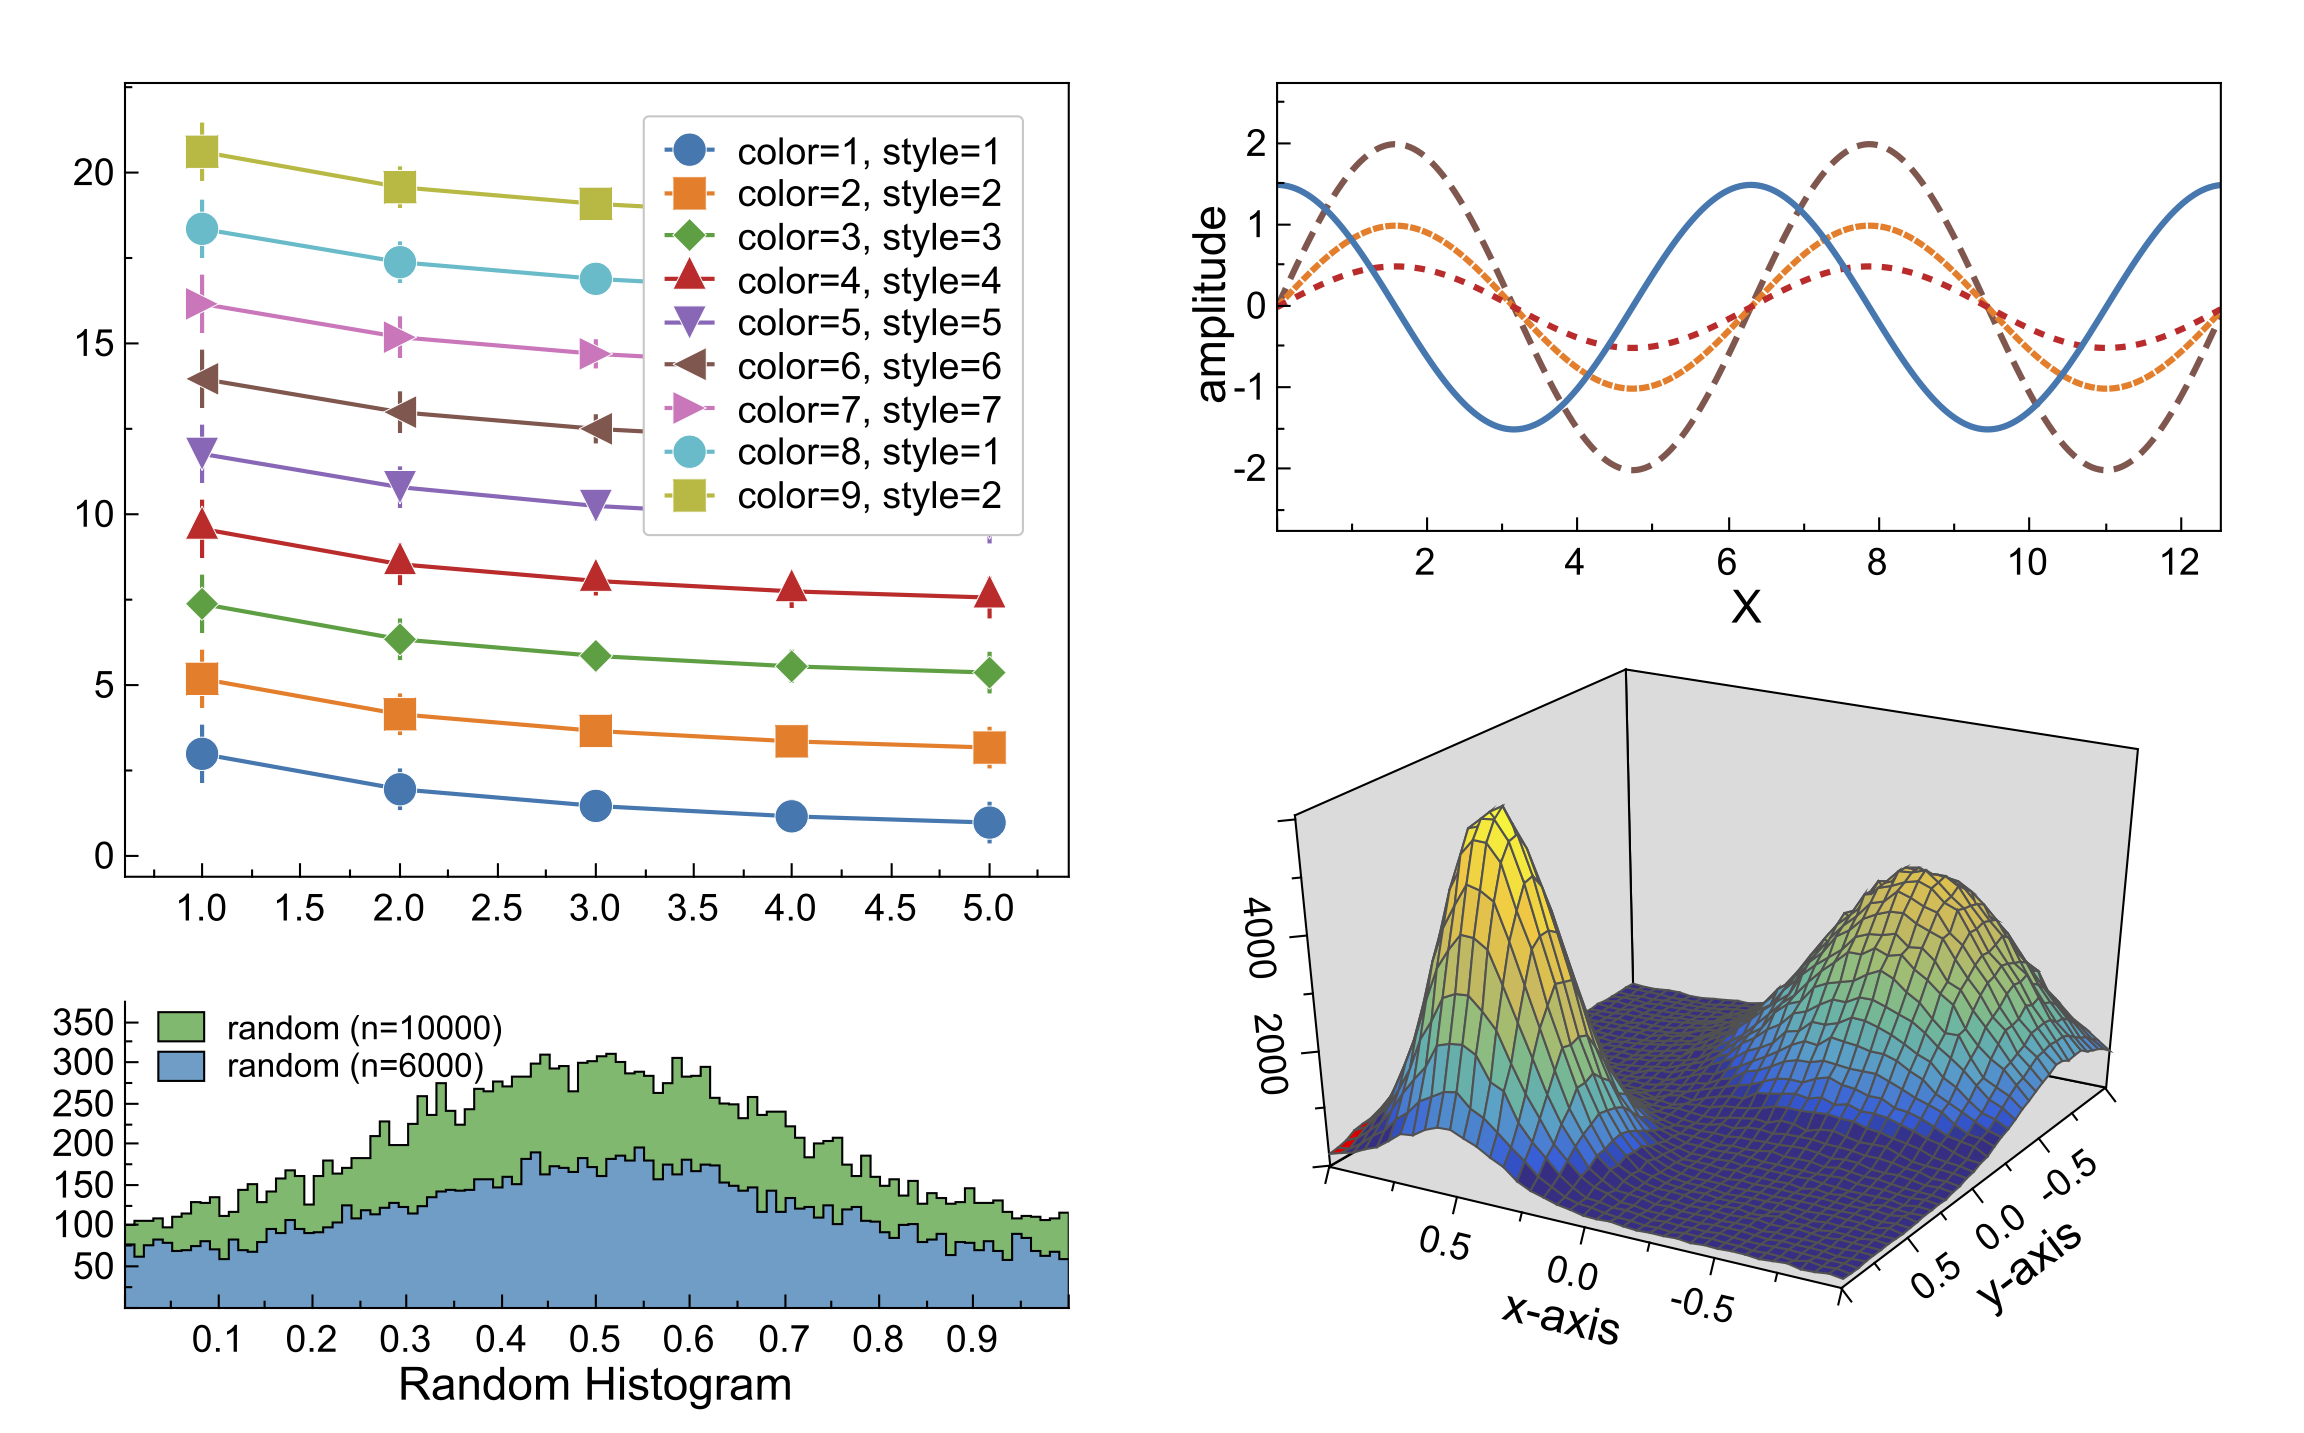 20
15
10
5
0
1.0 1.5 2.0 2.5 3.0 3.5 4.0 4.5 5.0
color=1, style=1
color=2, style=2
color=3, style=3
color=4, style=4
color=5, style=5
color=6, style=6
color=7, style=7
color=8, style=1
color=9, style=2
amplitude
2
1
0
-1
-2
2 4 6 8 10 12
X
350
300
250
200
150
100
50
random (n=10000)
random (n=6000)
0.1 0.2 0.3 0.4 0.5 0.6 0.7 0.8 0.9
Random Histogram
4000
2000
0.5 0.0 -0.5
x-axis
0.5 0.0 -0.5
y-axis